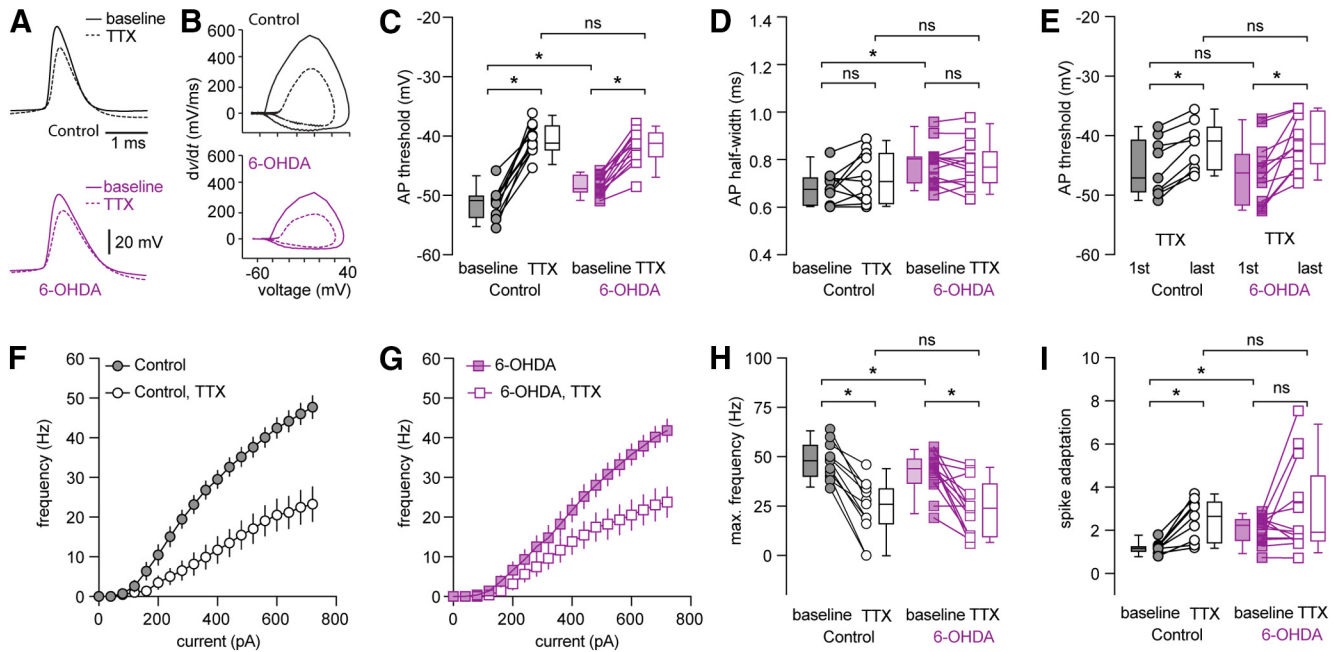 A
baseline
TTX
Control
1 ms
baseline
TTX
20 mV
6-OHDA
B
Control
600
400
200
0
6-OHDA
600
400
200
0
dv/dt (mV/ms)
-60
40
voltage (mV)
C
-20
-30
-40
-50
-60
AP threshold (mV)
ns
*
*
*
baseline TTX
baseline TTX
Control
6-OHDA
D
1.4
1.2
1.0
0.8
0.6
0.4
AP half-width (ms)
ns
*
ns
ns
baseline TTX
baseline TTX
Control
6-OHDA
E
-20
-30
-40
-50
-60
AP threshold (mV)
ns
ns
*
*
TTX
TTX
1st last
1st last
Control
6-OHDA
F
60
50
40
30
20
10
0
frequency (Hz)
Control
Control, TTX
0 200 400 600 800
current (pA)
G
60
50
40
30
20
10
0
frequency (Hz)
6-OHDA
6-OHDA, TTX
0 200 400 600 800
current (pA)
H
100
75
50
25
0
max. frequency (Hz)
ns
*
*
*
baseline TTX
baseline TTX
Control
6-OHDA
I
10
8
6
4
2
0
spike adaptation
ns
*
*
ns
baseline TTX
baseline TTX
Control
6-OHDA